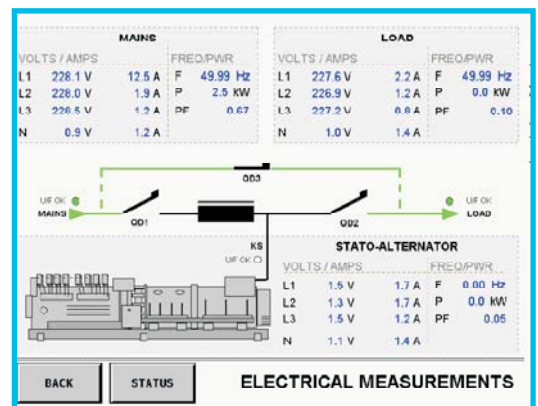 MAINS
VOLTS / AMPS FREQ/PWR
L1 228.1 V 12.5 A F 49.99 Hz
L2 228.0 V 1.9 A P 2.5 KW
L3 228.5 V 1.2 A PF 0.67
N 0.9 V 1.2 A
LOAD
VOLTS / AMPS FREQ/PWR
L1 227.6 V 2.2 A F 49.99 Hz
L2 226.9 V 1.2 A P 0.0 KW
L3 227.2 V 0.8 A PF 0.10
N 1.0 V 1.4 A
QD3
U/F OK
MAINS
QD1
QD2
U/F OK
LOAD
KS
U/F OK
STATO-ALTERNATOR
VOLTS / AMPS FREQ/PWR
L1 1.5 V 1.7 A F 0.00 Hz
L2 1.3 V 1.7 A P 0.0 kW
L3 1.5 V 1.2 A PF 0.05
N 1.1 V 1.4 A
BACK
STATUS
ELECTRICAL MEASUREMENTS